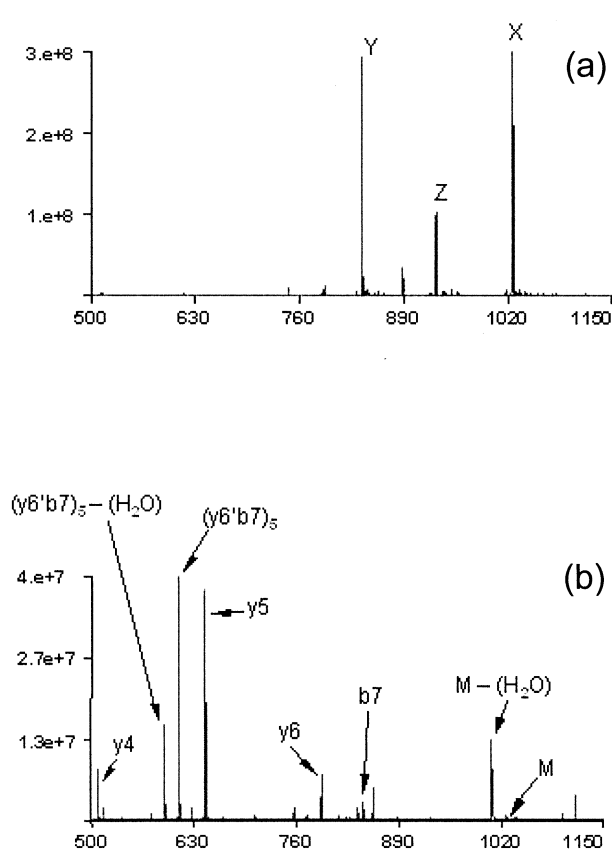 X
Y
(a)
3.e+8
2.e+8
Z
1.e+8
500 630 760 890 1020 1150
(y6'b7)₅ – (H₂O)
(y6'b7)₅
(b)
4.e+7
y5
2.7e+7
M – (H₂O)
b7
1.3e+7
y6
y4
M
500 630 760 890 1020 1150